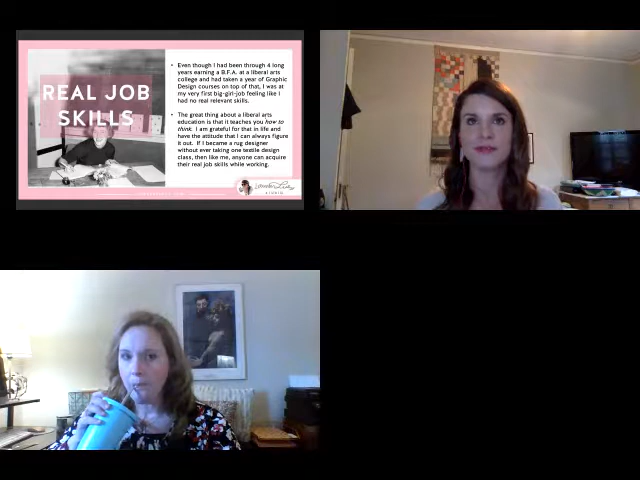 REAL JOB
SKILLS
• Even though I had been through 4 long
years earning a B.F.A. at a liberal arts
college and had taken a year of Graphic
Design courses on-top of that, I was at
my very first big-girl-job feeling like I
had no real relevant skills.
• The great thing about a liberal arts
education is that it teaches you how to
think. I am grateful for that in life and
have the attitude that I can always figure
it out. If I became a rug designer
without ever taking one textile design
class, then like me, anyone can acquire
their real job skills while working.